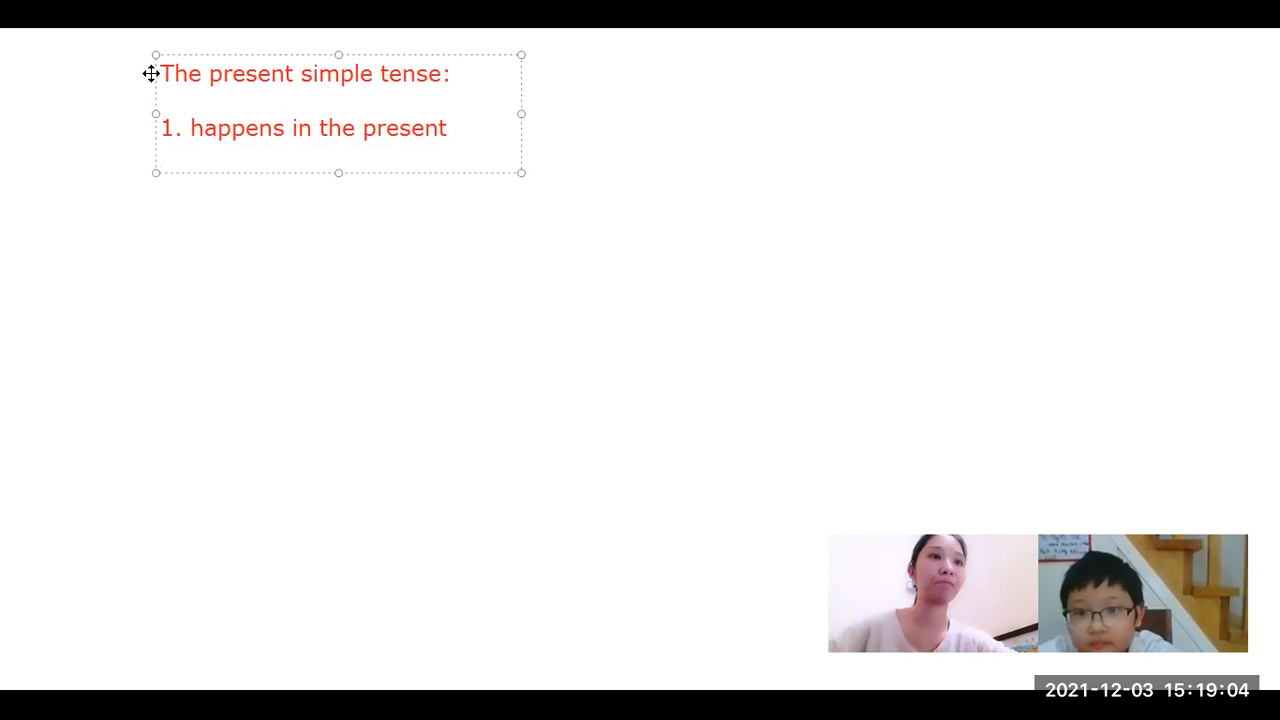 The present simple tense:
1. happens in the present
2021-12-03 15:19:04